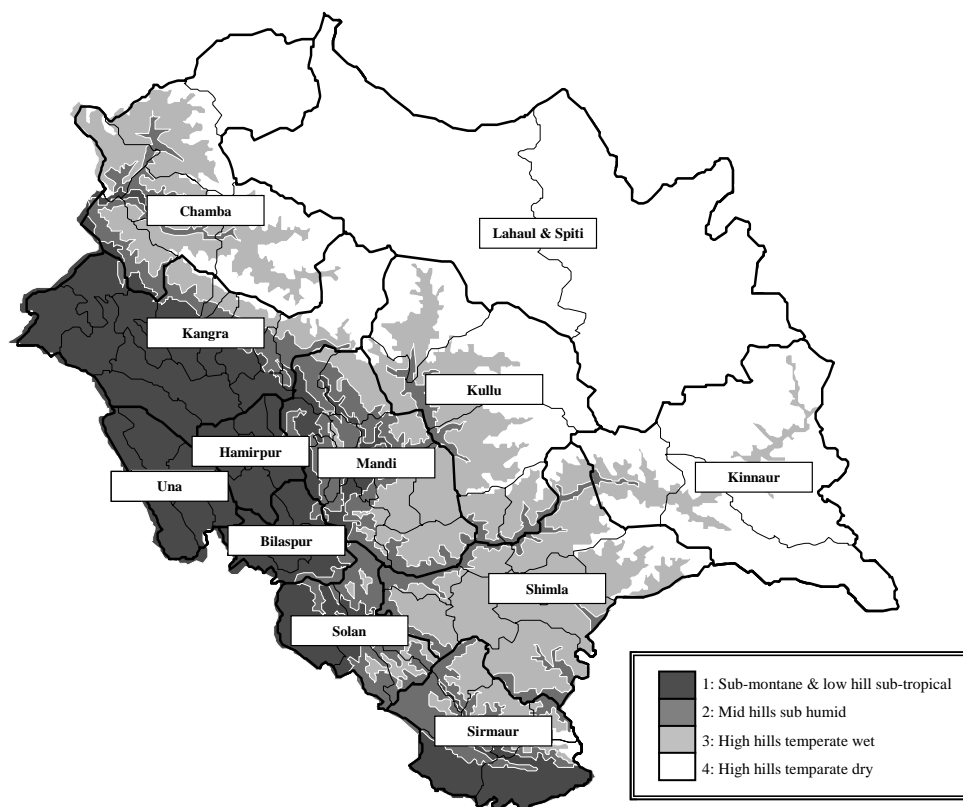 Chamba
Lahaul & Spiti
Kangra
Kullu
Hamirpur
Mandi
Una
Kinnaur
Bilaspur
Shimla
Solan
Sirmaur
1: Sub-montane & low hill sub-tropical
2: Mid hills sub humid
3: High hills temperate wet
4: High hills temparate dry